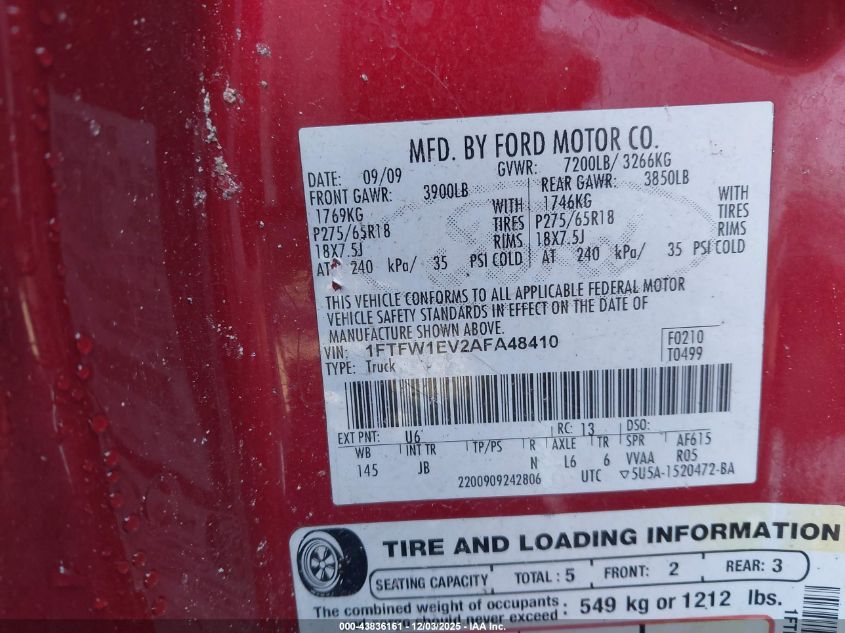 MFD. BY FORD MOTOR CO.
DATE: 09/09 GVWR: 7200LB/ 3266KG
FRONT GAWR: 3900LB REAR GAWR: 3850LB
1769KG WITH 1746KG WITH
P275/65R18 TIRES P275/65R18 TIRES
18X7.5J RIMS 18X7.5J RIMS
AT 240 kPa/ 35 PSI COLD AT 240 kPa/ 35 PSI COLD
THIS VEHICLE CONFORMS TO ALL APPLICABLE FEDERAL MOTOR
VEHICLE SAFETY STANDARDS IN EFFECT ON THE DATE OF
MANUFACTURE SHOWN ABOVE.
VIN: 1FTFW1EV2AFA48410 F0210
TYPE: Truck T0499
EXT PNT: U6 RC: 13 DSO:
WB INT TR TP/PS R AXLE TR SPR AF615
145 JB N L6 6 VVAA R05
2200909242806 UTC ▽5U5A-1520472-BA
TIRE AND LOADING INFORMATION
SEATING CAPACITY TOTAL : 5 FRONT: 2 REAR: 3
The combined weight of occupants : 549 kg or 1212 lbs.
should never exceed
1FT
000-43836161 - 12/03/2025 - IAA Inc.